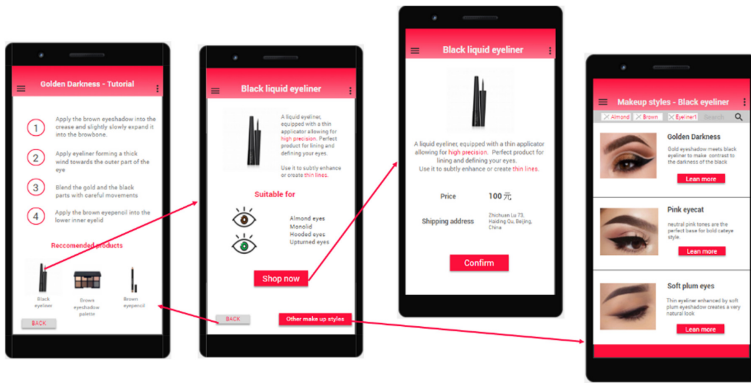 Golden Darkness - Tutorial
1
Apply the brown eyeshadow into the
crease and slightly slowly expand it
into the browbone.
2
Apply eyeliner forming a thick
wind towards the outer part of the
eye
3
Blend the gold and the black
parts with careful movements
4
Apply the brown eyepencil into the
lower inner eyelid
Reccomended products
Black
eyeliner
Brown
eyeshadow
palette
Brown
eyepencil
BACK
Black liquid eyeliner
A liquid eyeliner,
equipped with a thin
applicator allowing for
high precision. Perfect
product for lining and
defining your eyes.
Use it to subtly enhance
or create thin lines.
Suitable for
Almond eyes
Monolid
Hooded eyes
Upturned eyes
Shop now
BACK
Other make up styles
Black liquid eyeliner
A liquid eyeliner, equipped with a thin applicator
allowing for high precision. Perfect product for
lining and defining your eyes.
Use it to subtly enhance or create thin lines.
Price 100 元
Shipping address
Haiding Qu, Beijing,
China
Confirm
Makeup styles - Black eyeliner
Almond Brown Eyeliner1 Search
Golden Darkness
Gold eyeshadow meets black
eyeliner to make contrast to
the darkness of the black
Learn more
Pink eyecat
neutral pink tones are the
perfect base for bold cateye
style.
Learn more
Soft plum eyes
Thin eyeliner enhanced by soft
plum eyeshadow creates a very
natural look
Learn more